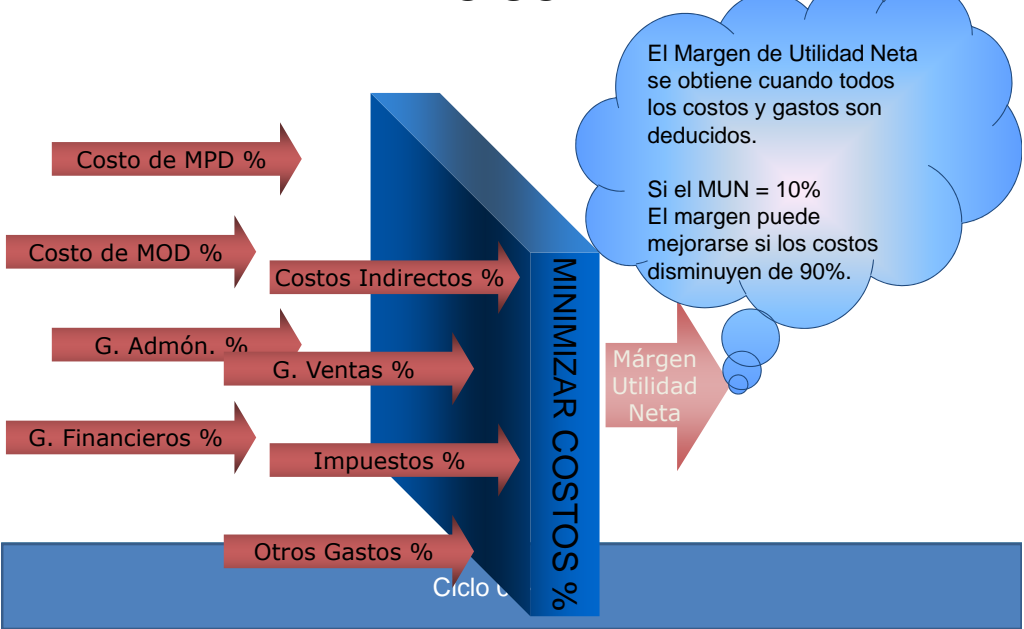 El Margen de Utilidad Neta
se obtiene cuando todos
los costos y gastos son
deducidos.
Si el MUN = 10%
El margen puede
mejorarse si los costos
disminuyen de 90%.
Costo de MPD %
Costo de MOD %
Costos Indirectos %
G. Admón. %
G. Ventas %
G. Financieros %
Impuestos %
Otros Gastos %
MINIMIZAR COSTOS %
Márgen
Utilidad
Neta
Ciclo